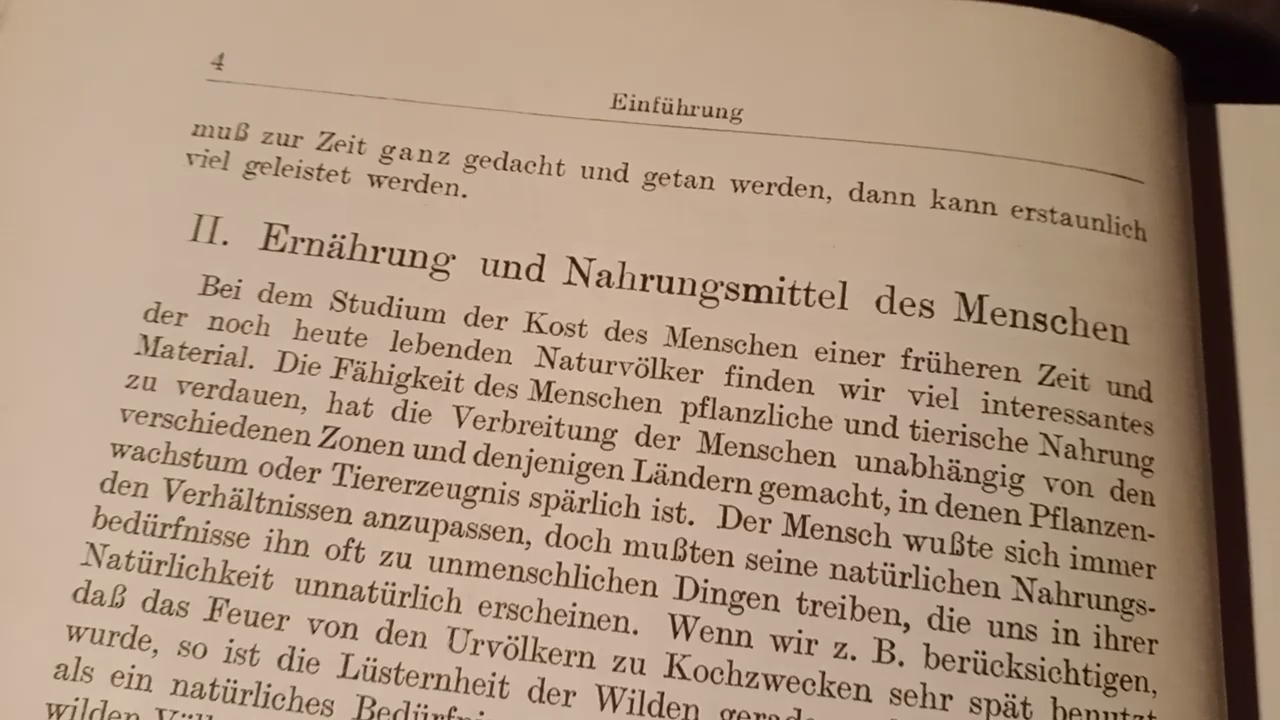 4
Einführung
muß zur Zeit ganz gedacht und getan werden, dann kann erstaunlich
viel geleistet werden.
II. Ernährung und Nahrungsmittel des Menschen
Bei dem Studium der Kost des Menschen einer früheren Zeit und
der noch heute lebenden Naturvölker finden wir viel interessantes
Material. Die Fähigkeit des Menschen pflanzliche und tierische Nahrung
zu verdauen, hat die Verbreitung der Menschen unabhängig von den
verschiedenen Zonen und denjenigen Ländern gemacht, in denen Pflanzen-
wachstum oder Tiererzeugnis spärlich ist. Der Mensch wußte sich immer
den Verhältnissen anzupassen, doch mußten seine natürlichen Nahrungs-
bedürfnisse ihn oft zu unmenschlichen Dingen treiben, die uns in ihrer
Natürlichkeit unnatürlich erscheinen. Wenn wir z. B. berücksichtigen,
daß das Feuer von den Urvölkern zu Kochzwecken sehr spät benutzt
wurde, so ist die Lüsternheit der Wilden
als ein natürliches
wilden